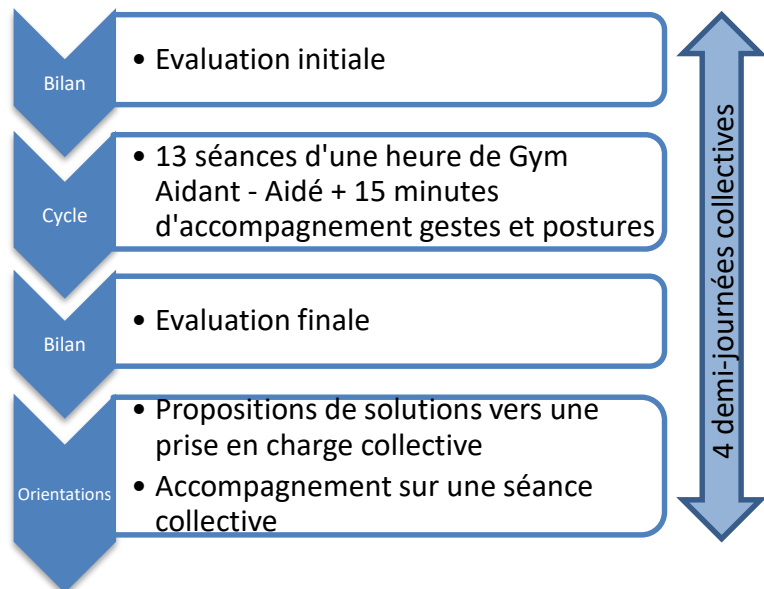 Bilan
• Evaluation initiale
Cycle
• 13 séances d'une heure de Gym
Aidant - Aidé + 15 minutes
d'accompagnement gestes et postures
Bilan
• Evaluation finale
Orientations
• Propositions de solutions vers une
prise en charge collective
• Accompagnement sur une séance
collective
4 demi-journées collectives